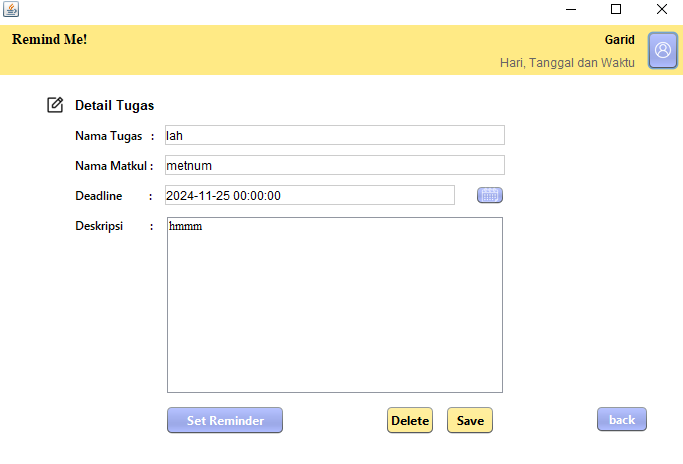 Remind Me!
Garid
Hari, Tanggal dan Waktu
Detail Tugas
Nama Tugas : lah
Nama Matkul : metnum
Deadline : 2024-11-25 00:00:00
Deskripsi : hmmm
Set Reminder Delete Save back